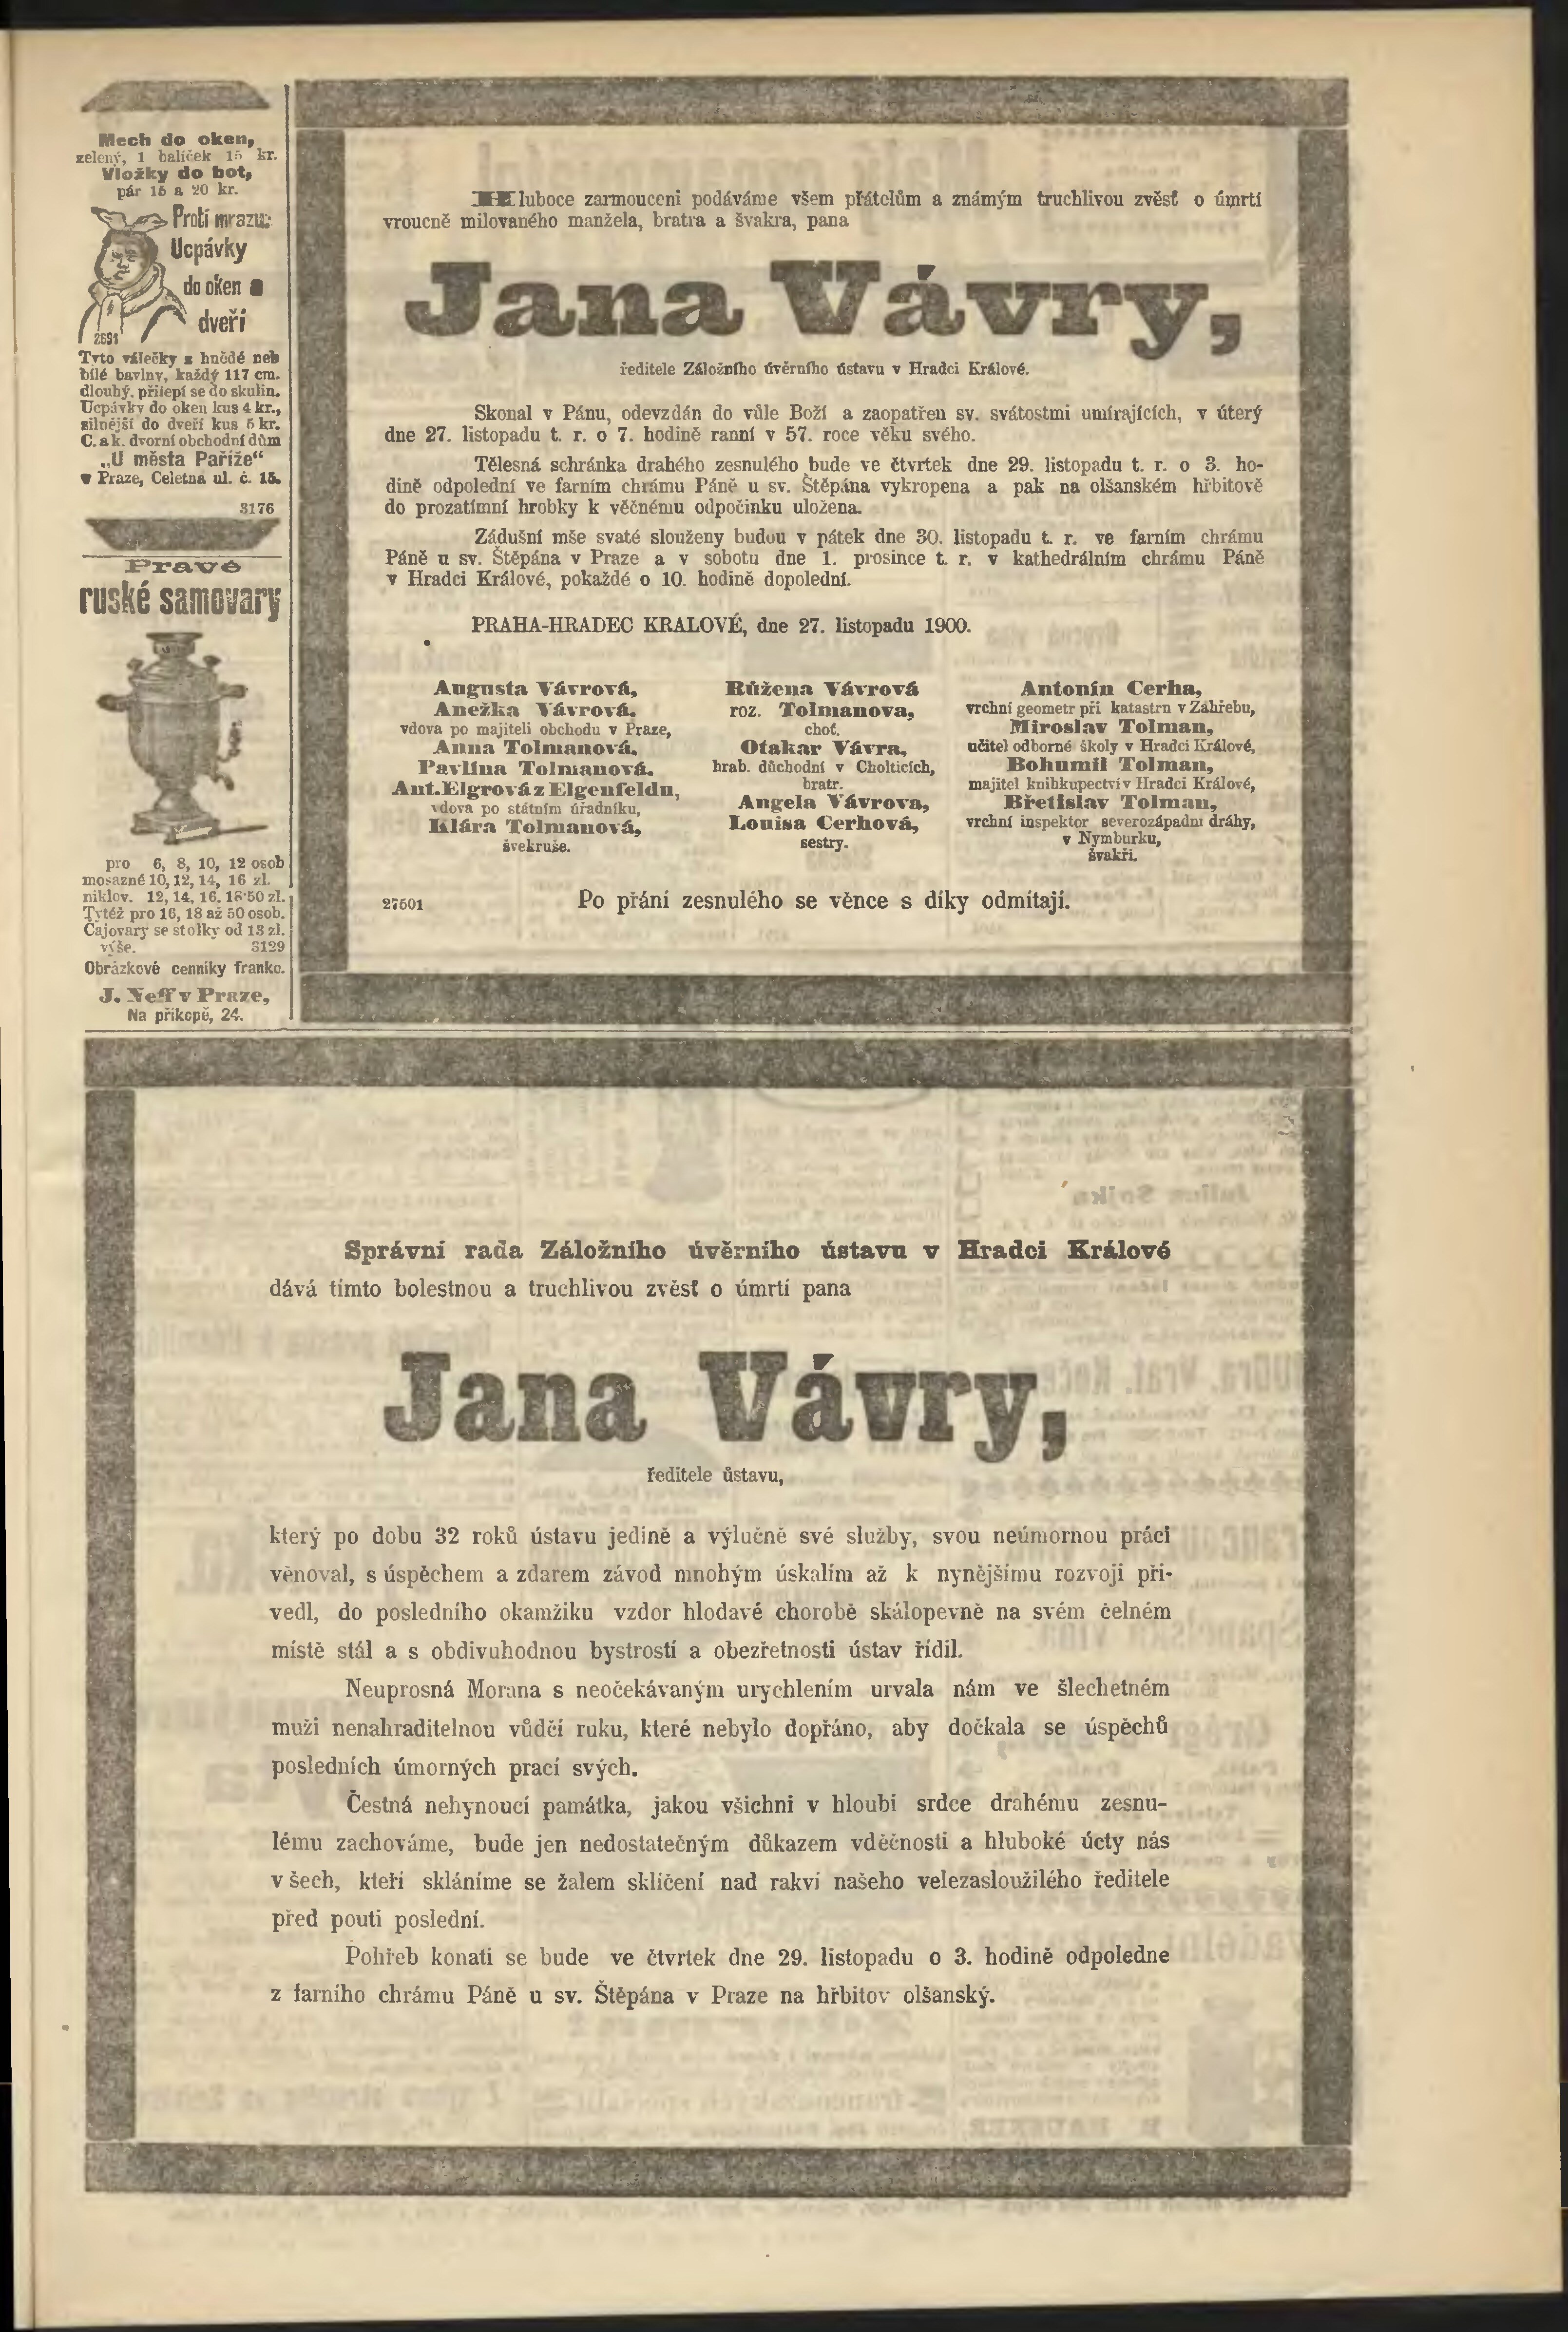 Mech do oken,
zelený, 1 balíček 15 kr.
Vložky do bot,
pár 15 a 20 kr.
Proti mrazu:
Ucpávky
do oken a
dveří
2691
Tyto válečky z hnědé neb
bílé bavlny, každý 117 cm.
dlouhý, přilepí se do skulin.
Ucpávky do oken kus 4 kr.,
silnější do dveří kus 5 kr.
C. a k. dvorní obchodní dům
„U města Paříže“
v Praze, Celetná ul. č. 15.
3176
Pravé
ruské samovary
pro 6, 8, 10, 12 osob
mosazné 10, 12, 14, 16 zl.
niklov. 12, 14, 16, 18·50 zl.
Tytéž pro 16, 18 až 50 osob.
Čajovary se stolky od 13 zl.
výše. 3129
Obrázkové cenníky franko.
J. Neff v Praze,
Na příkopě, 24.
Hluboce zarmouceni podáváme všem přátelům a známým truchlivou zvěsť o úmrtí
vroucně milovaného manžela, bratra a švakra, pana
Jana Vávry,
ředitele Záložního úvěrního ústavu v Hradci Králové.
Skonal v Pánu, odevzdán do vůle Boží a zaopatřen sv. svátostmi umírajících, v úterý
dne 27. listopadu t. r. o 7. hodině ranní v 57. roce věku svého.
Tělesná schránka drahého zesnulého bude ve čtvrtek dne 29. listopadu t. r. o 3. ho-
dině odpolední ve farním chrámu Páně u sv. Štěpána vykropena a pak na olšanském hřbitově
do prozatímní hrobky k věčnému odpočinku uložena.
Zádušní mše svaté slouženy budou v pátek dne 30. listopadu t. r. ve farním chrámu
Páně u sv. Štěpána v Praze a v sobotu dne 1. prosince t. r. v kathedrálním chrámu Páně
v Hradci Králové, pokaždé o 10. hodině dopolední.
PRAHA-HRADEC KRALOVÉ, dne 27. listopadu 1900.
Augusta Vávrová,
Anežka Vávrová,
vdova po majiteli obchodu v Praze,
Anna Tolmanová,
Pavlína Tolmanová,
Ant. Elgrová z Elgenfeldu,
vdova po státním úřadníku,
Klára Tolmanová,
švekruše.
Růžena Vávrová
roz. Tolmanova,
choť.
Otakar Vávra,
hrab. důchodní v Cholticích,
bratr.
Angela Vávrova,
Louisa Cerhová,
sestry.
Antonín Cerha,
vrchní geometr při katastru v Záhřebu,
Miroslav Tolman,
učitel odborné školy v Hradci Králové,
Bohumil Tolman,
majitel knihkupectví v Hradci Králové,
Břetislav Tolman,
vrchní inspektor severozápadní dráhy,
v Nymburku,
švakři.
27501 Po přání zesnulého se věnce s díky odmítají.
Správní rada Záložního úvěrního ústavu v Hradci Králové
dává tímto bolestnou a truchlivou zvěsť o úmrtí pana
Jana Vávry,
ředitele ústavu,
který po dobu 32 roků ústavu jedině a výlučně své služby, svou neúmornou práci
věnoval, s úspěchem a zdarem závod mnohým úskalím až k nynějšímu rozvoji při-
vedl, do posledního okamžiku vzdor hlodavé chorobě skálopevně na svém čelném
místě stál a s obdivuhodnou bystrostí a obezřetností ústav řídil.
Neuprosná Morana s neočekávaným urychlením urvala nám ve šlechetném
muži nenahraditelnou vůdčí ruku, které nebylo dopřáno, aby dočkala se úspěchů
posledních úmorných prací svých.
Čestná nehynoucí památka, jakou všichni v hloubi srdce drahému zesnu-
lému zachováme, bude jen nedostatečným důkazem vděčnosti a hluboké úcty nás
všech, kteří skláníme se žalem sklíčení nad rakví našeho velezasloužilého ředitele
před poutí poslední.
Pohřeb konati se bude ve čtvrtek dne 29. listopadu o 3. hodině odpoledne
z farního chrámu Páně u sv. Štěpána v Praze na hřbitov olšanský.